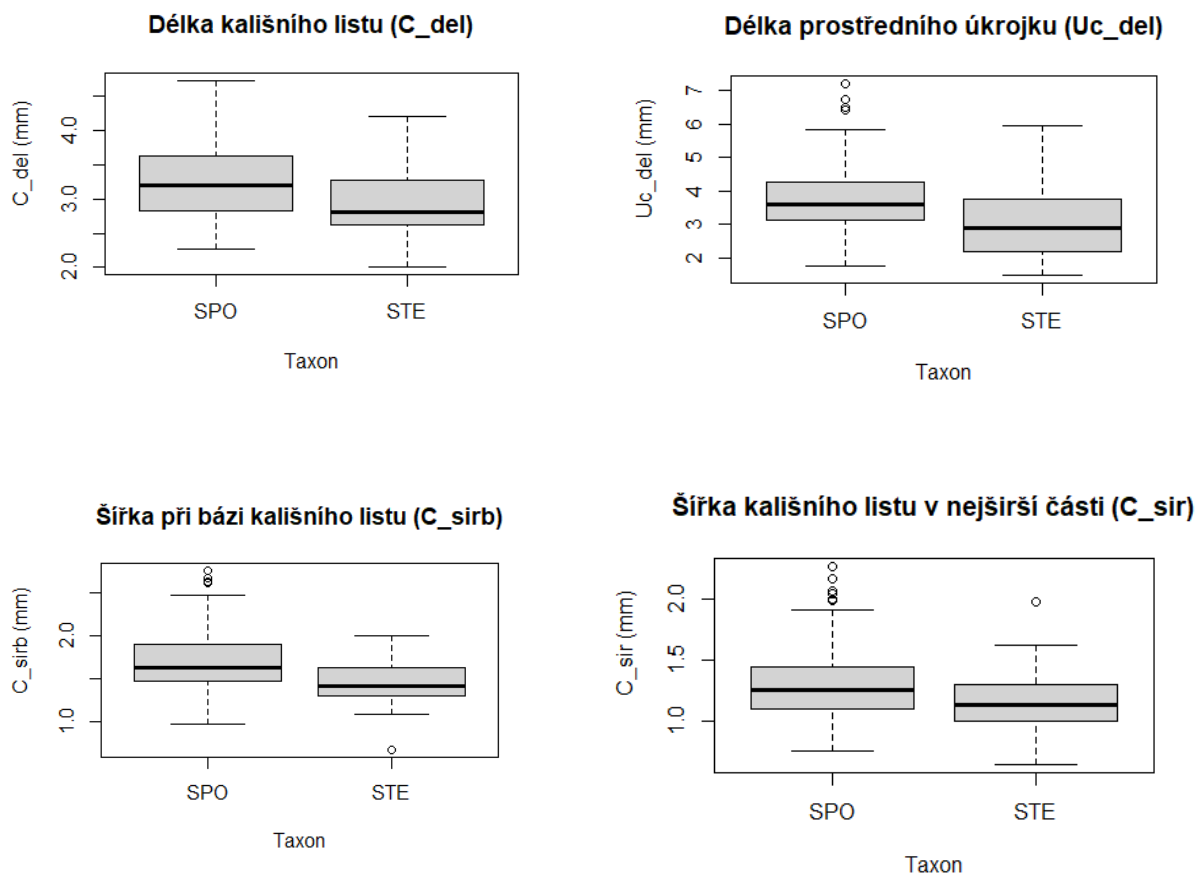 Délka kališního listu (C_del)
C_del (mm)
4.0
3.0
2.0
SPO
STE
Taxon
Délka prostředního úkrojku (Uc_del)
Uc_del (mm)
7
6
5
4
3
2
SPO
STE
Taxon
Šířka při bázi kališního listu (C_sirb)
C_sirb (mm)
2.0
1.0
SPO
STE
Taxon
Šířka kališního listu v nejširší části (C_sir)
C_sir (mm)
2.0
1.5
1.0
SPO
STE
Taxon